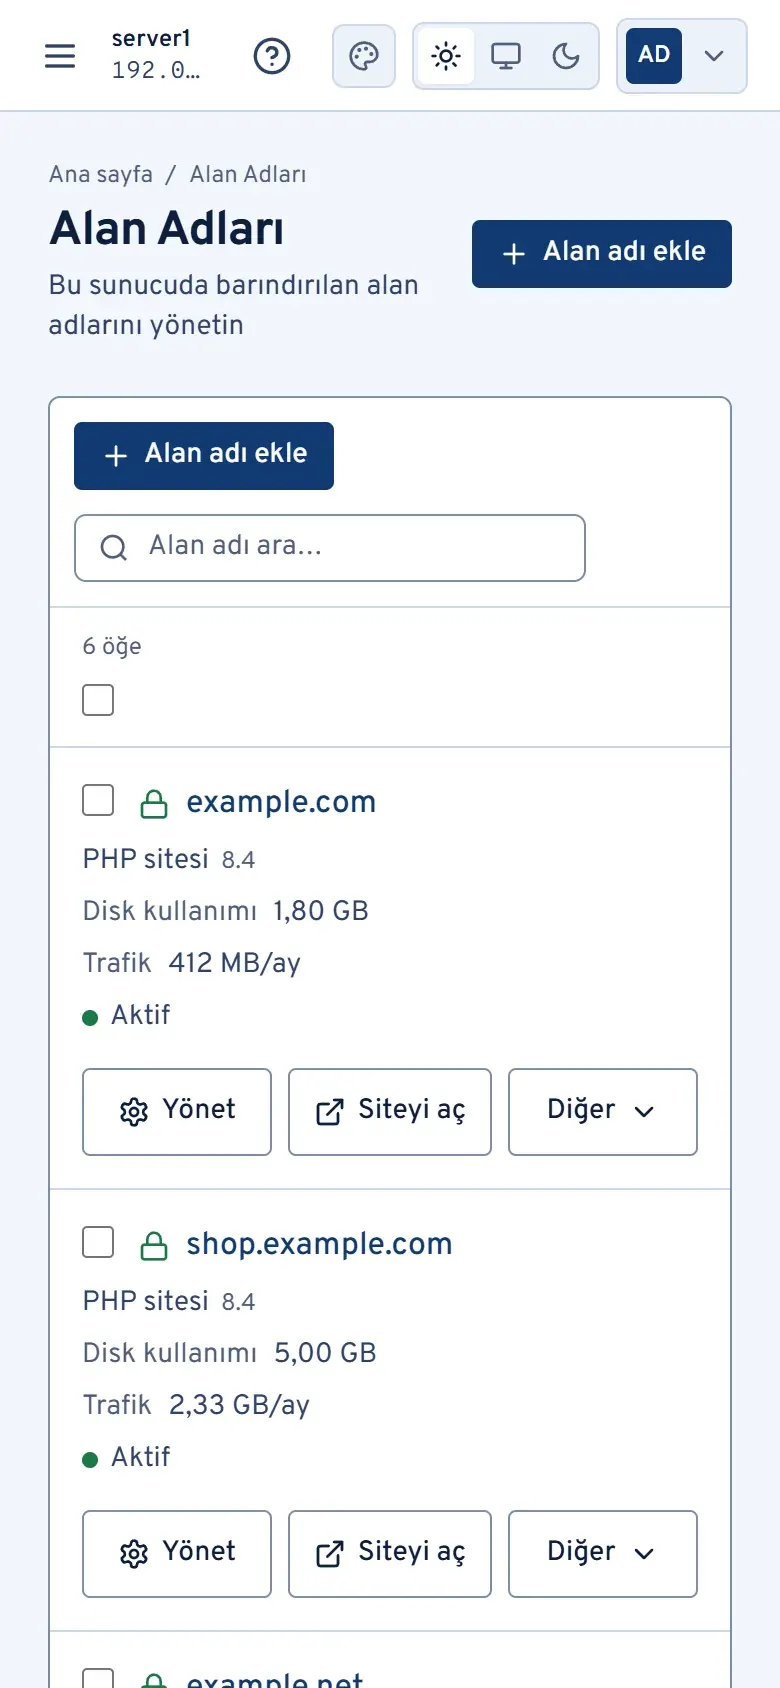 server1
192.0…
AD
Ana sayfa / Alan Adları
Alan Adları
Bu sunucuda barındırılan alan
adlarını yönetin
Alan adı ekle
Alan adı ekle
Alan adı ara…
6 öğe
example.com
PHP sitesi 8.4
Disk kullanımı 1,80 GB
Trafik 412 MB/ay
Aktif
Yönet
Siteyi aç
Diğer
shop.example.com
PHP sitesi 8.4
Disk kullanımı 5,00 GB
Trafik 2,33 GB/ay
Aktif
Yönet
Siteyi aç
Diğer
example.net